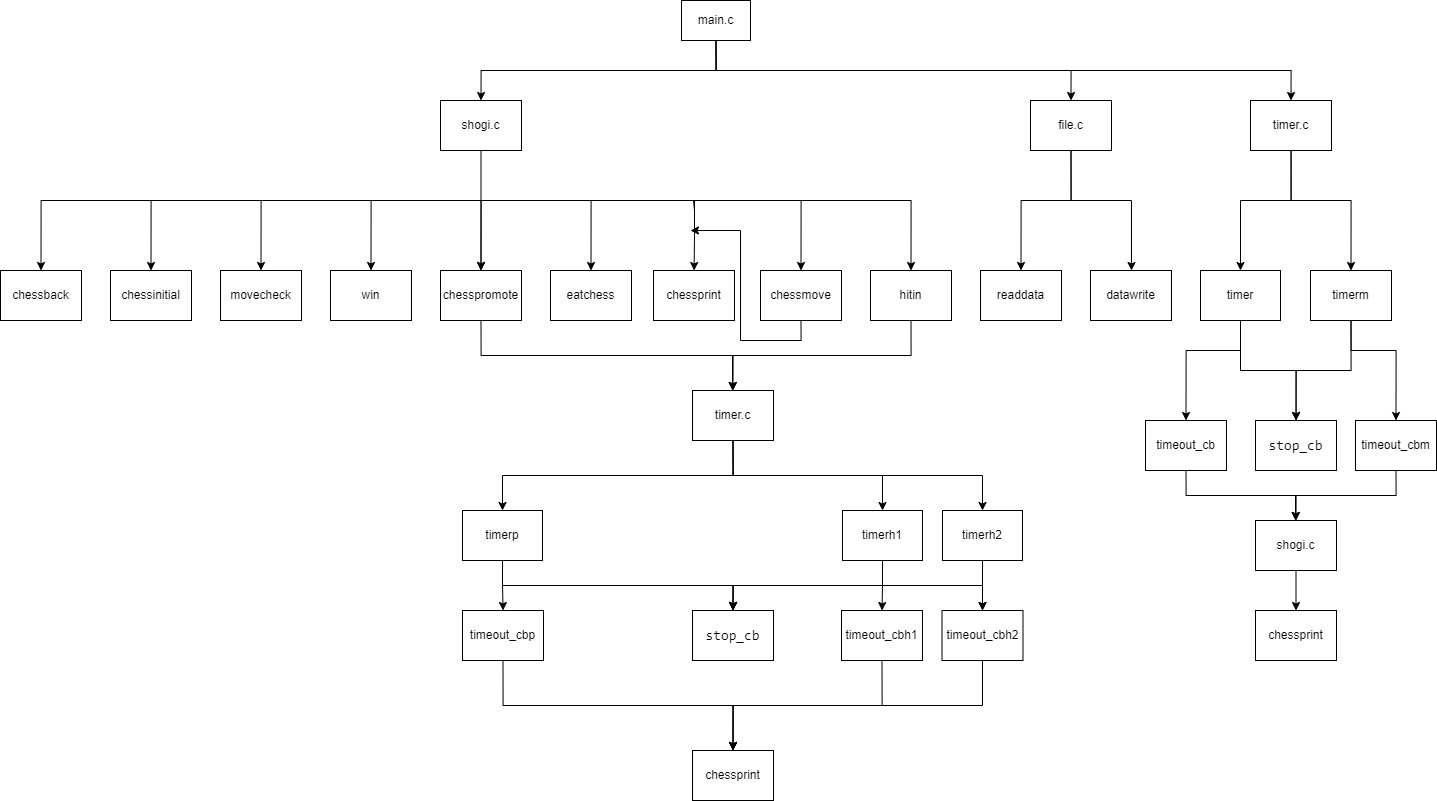 main.c
shogi.c
file.c
timer.c
chessback
chessinitial
movecheck
win
chesspromote
eatchess
chessprint
chessmove
hitin
readdata
datawrite
timer
timerm
timer.c
timeout_cb
stop_cb
timeout_cbm
timerp
timerh1
timerh2
shogi.c
timeout_cbp
stop_cb
timeout_cbh1
timeout_cbh2
chessprint
chessprint